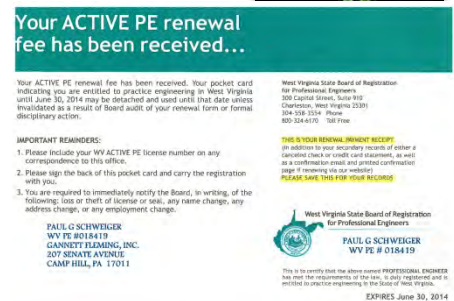 Your ACTIVE PE renewal
fee has been received...
Your ACTIVE PE renewal fee has been received. Your pocket card
indicating you are entitled to practice engineering in West Virginia
until June 30, 2014 may be detached and used until that date unless
invalidated as a result of Board audit of your renewal form or formal
disciplinary action.
IMPORTANT REMINDERS:
1. Please include your WV ACTIVE PE license number on any
correspondence to this office.
2. Please sign the back of this pocket card and carry the registration
with you.
3. You are required to immediately notify the Board, in writing, of the
following: loss or theft of license or seal, any name change, any
address change, or any employment change.
PAUL G SCHWEIGER
WV PE #018419
GANNETT FLEMING, INC.
207 SENATE AVENUE
CAMP HILL, PA 17011
West Virginia State Board of Registration
for Professional Engineers
300 Capitol Street, Suite 910
Charleston, West Virginia 25301
304-558-3554 Phone
800-324-6170 Toll Free
THIS IS YOUR RENEWAL PAYMENT RECEIPT
(in addition to your secondary records of either a
canceled check or credit card statement, as well
as a confirmation email and printed confirmation
page if renewing via our website)
PLEASE SAVE THIS FOR YOUR RECORDS
West Virginia State Board of Registration
for Professional Engineers
PAUL G SCHWEIGER
WV PE # 018419
This is to certify that the above named PROFESSIONAL ENGINEER
has met the requirements of the law, is duly registered and is
entitled to practice engineering in the State of West Virginia.
EXPIRES June 30, 2014